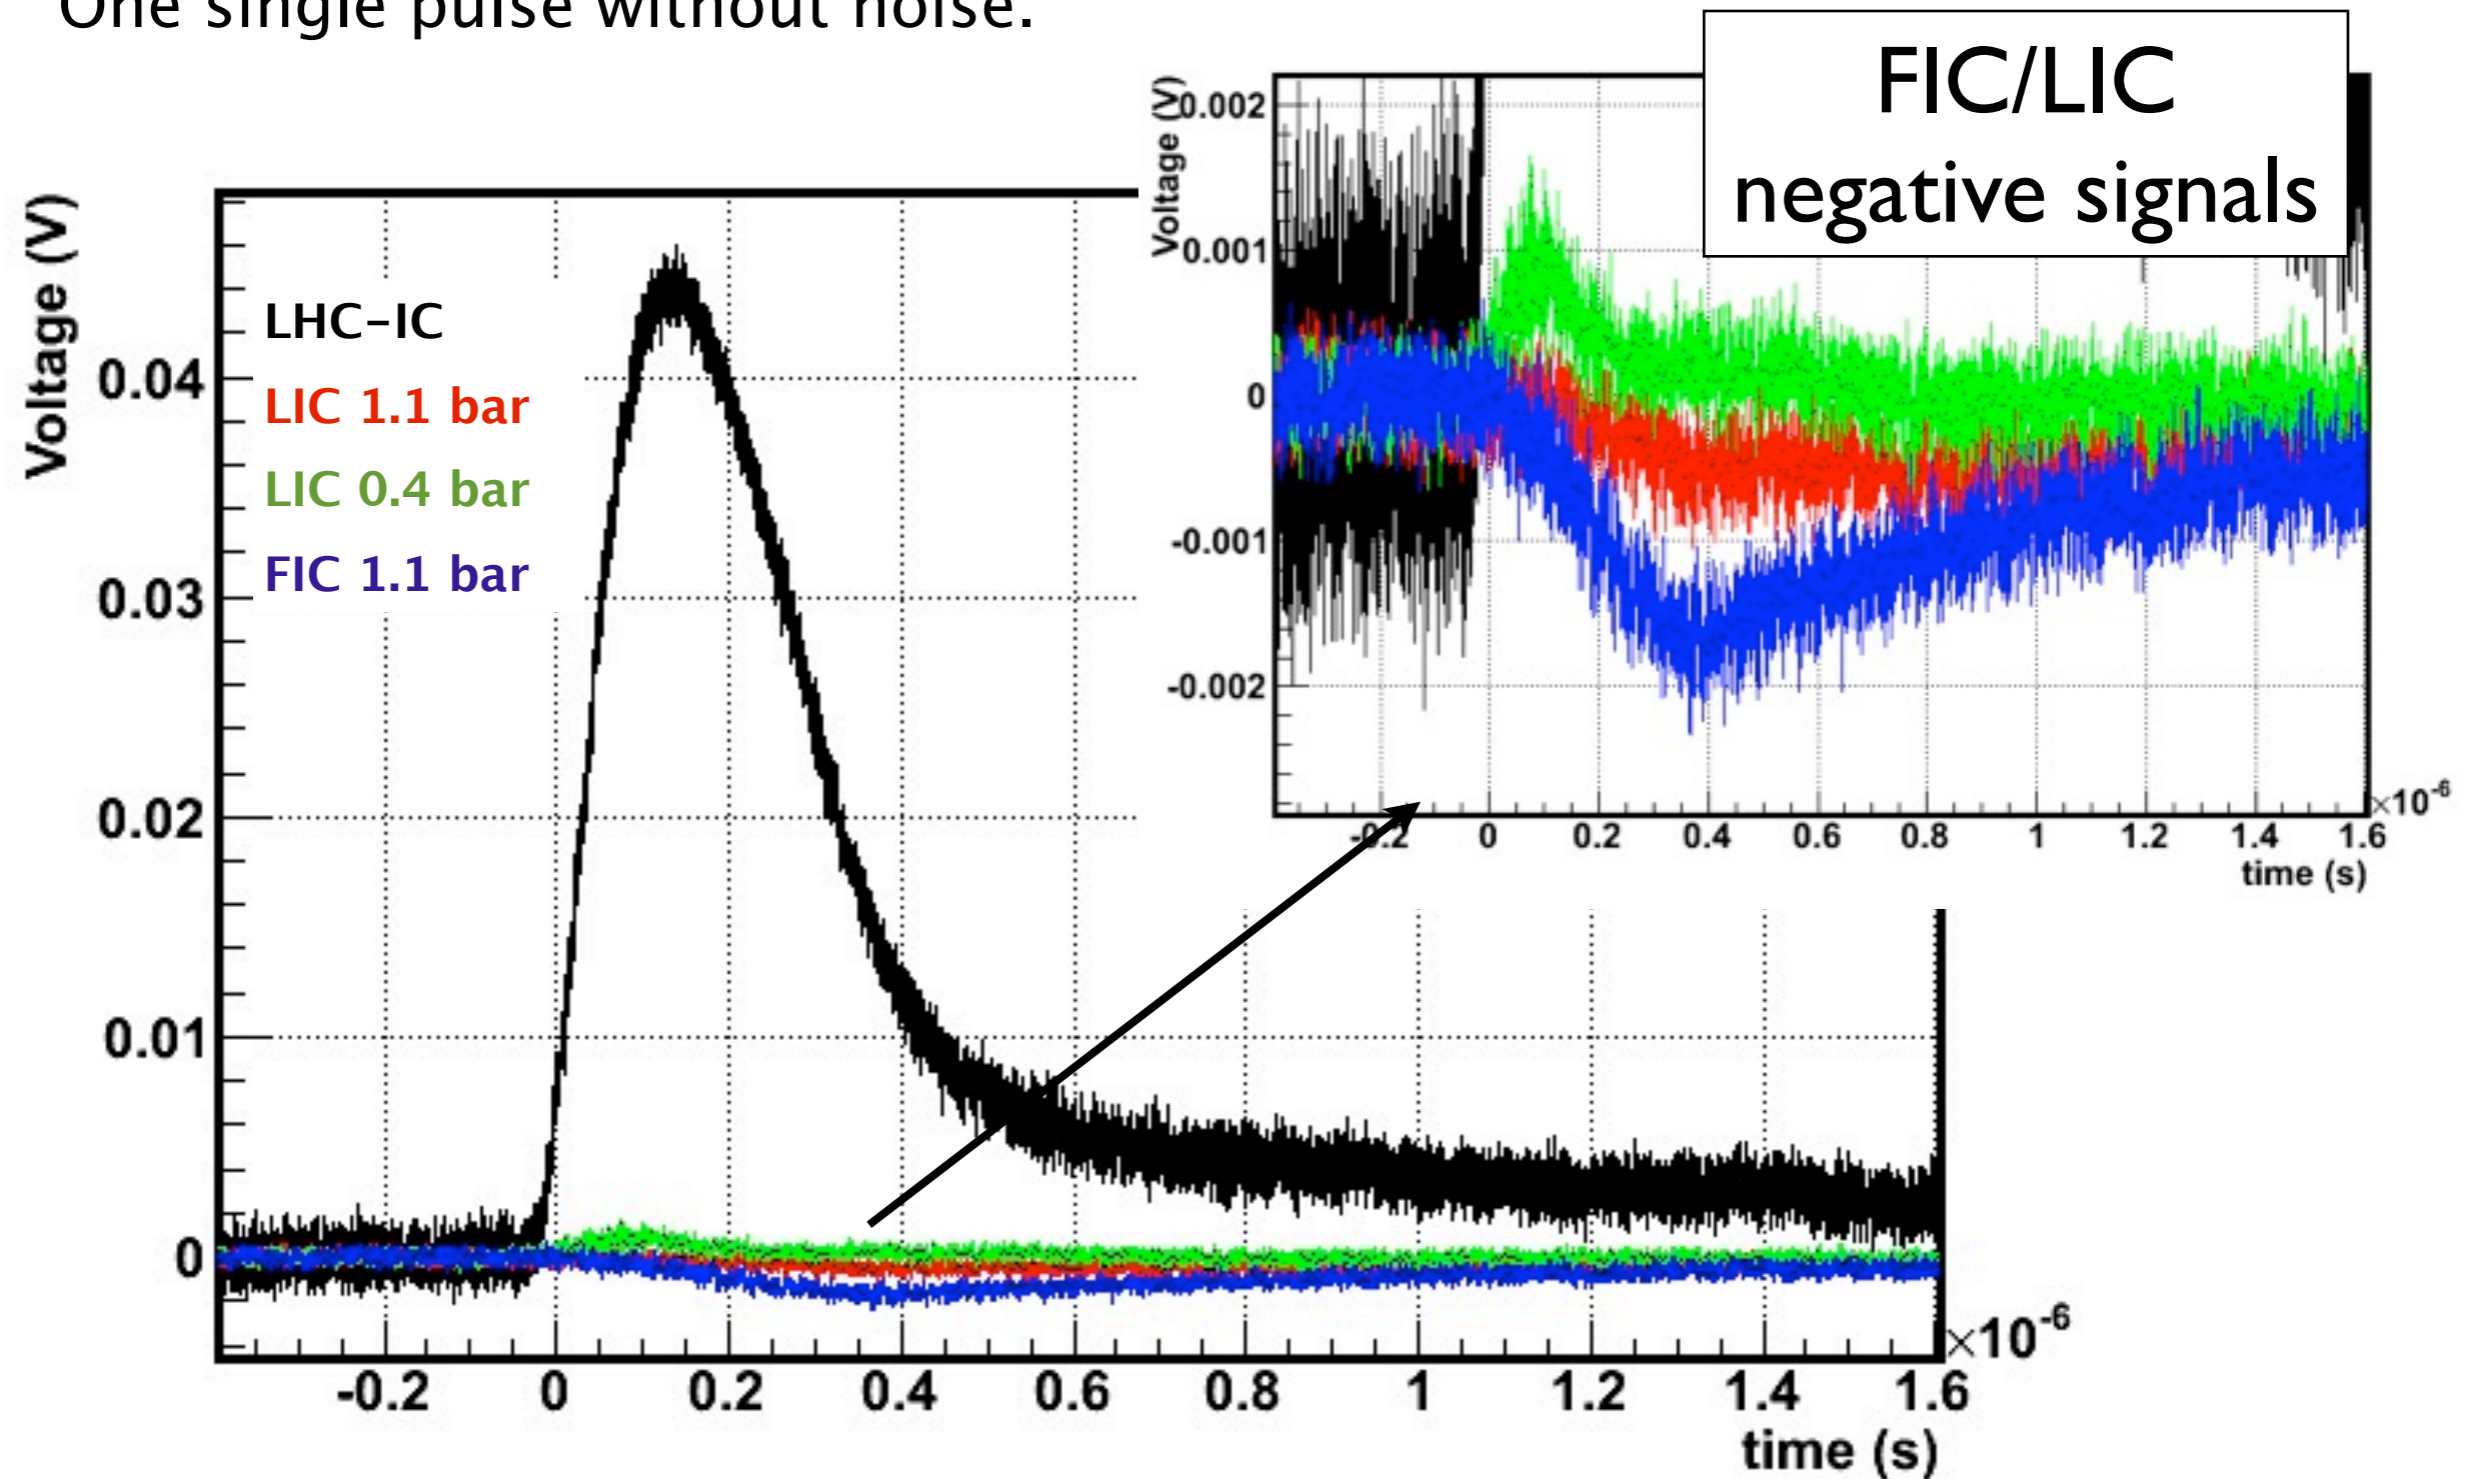 One single pulse without noise.
FIC/LIC
negative signals
Voltage (V)
0.002
0.001
0
-0.001
-0.002
-0.2 0 0.2 0.4 0.6 0.8 1 1.2 1.4 1.6
×10-6
time (s)
Voltage (V)
LHC-IC
LIC 1.1 bar
LIC 0.4 bar
FIC 1.1 bar
0.04
0.03
0.02
0.01
0
-0.2 0 0.2 0.4 0.6 0.8 1 1.2 1.4 1.6
×10-6
time (s)